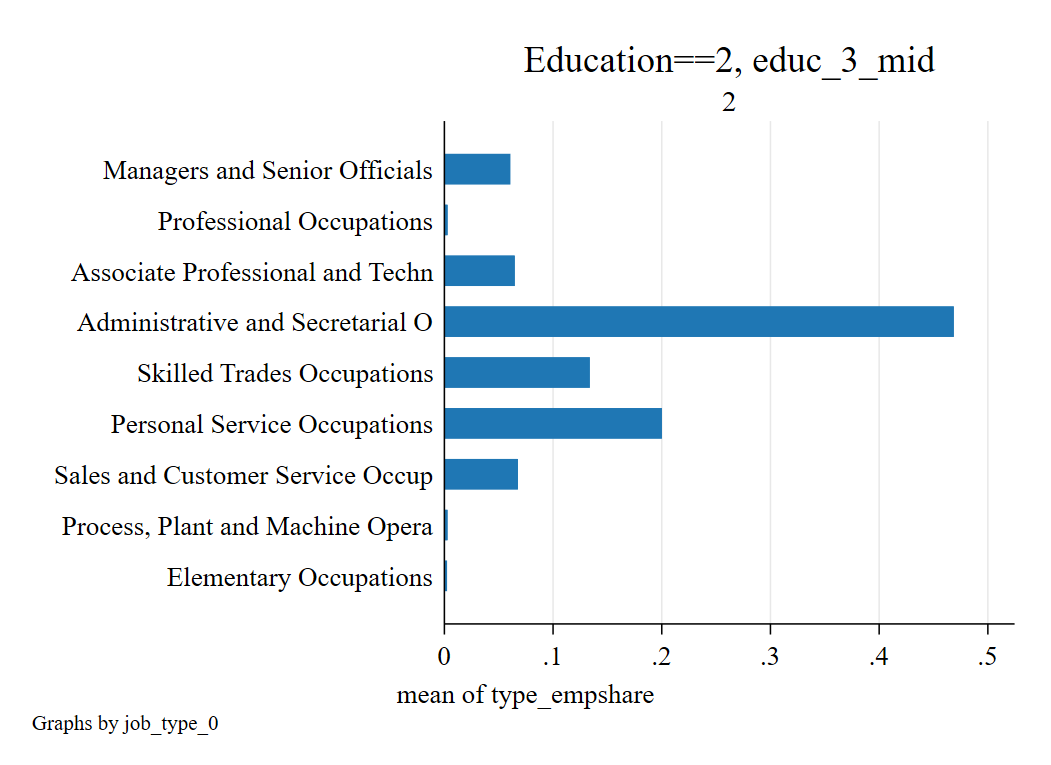 Education==2, educ_3_mid
2
Managers and Senior Officials
Professional Occupations
Associate Professional and Techn
Administrative and Secretarial O
Skilled Trades Occupations
Personal Service Occupations
Sales and Customer Service Occup
Process, Plant and Machine Opera
Elementary Occupations
0 .1 .2 .3 .4 .5
mean of type_empshare
Graphs by job_type_0